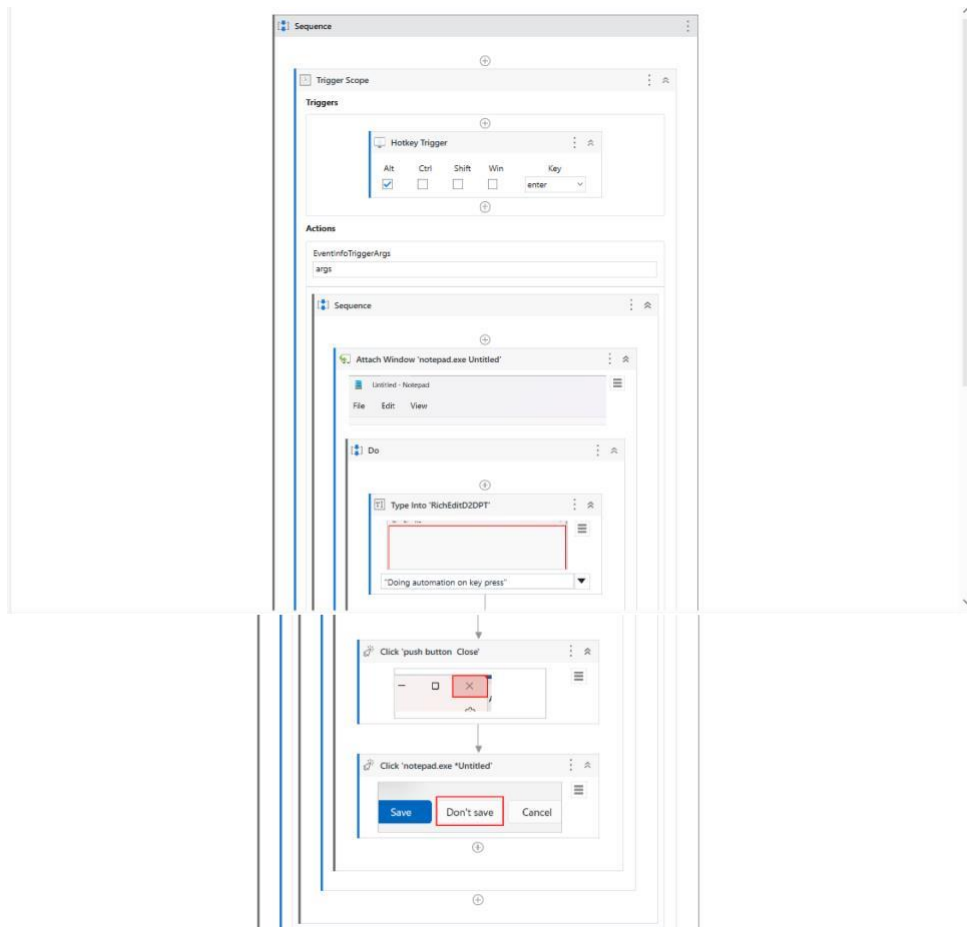 Sequence
Trigger Scope
Triggers
Hotkey Trigger
Alt Ctrl Shift Win Key
enter
Actions
EventinfoTriggerArgs
args
Sequence
Attach Window 'notepad.exe Untitled'
Untitled - Notepad
File Edit View
Do
Type Into 'RichEditD2DPT'
"Doing automation on key press"
Click 'push button Close'
Click 'notepad.exe *Untitled'
Save Don't save Cancel